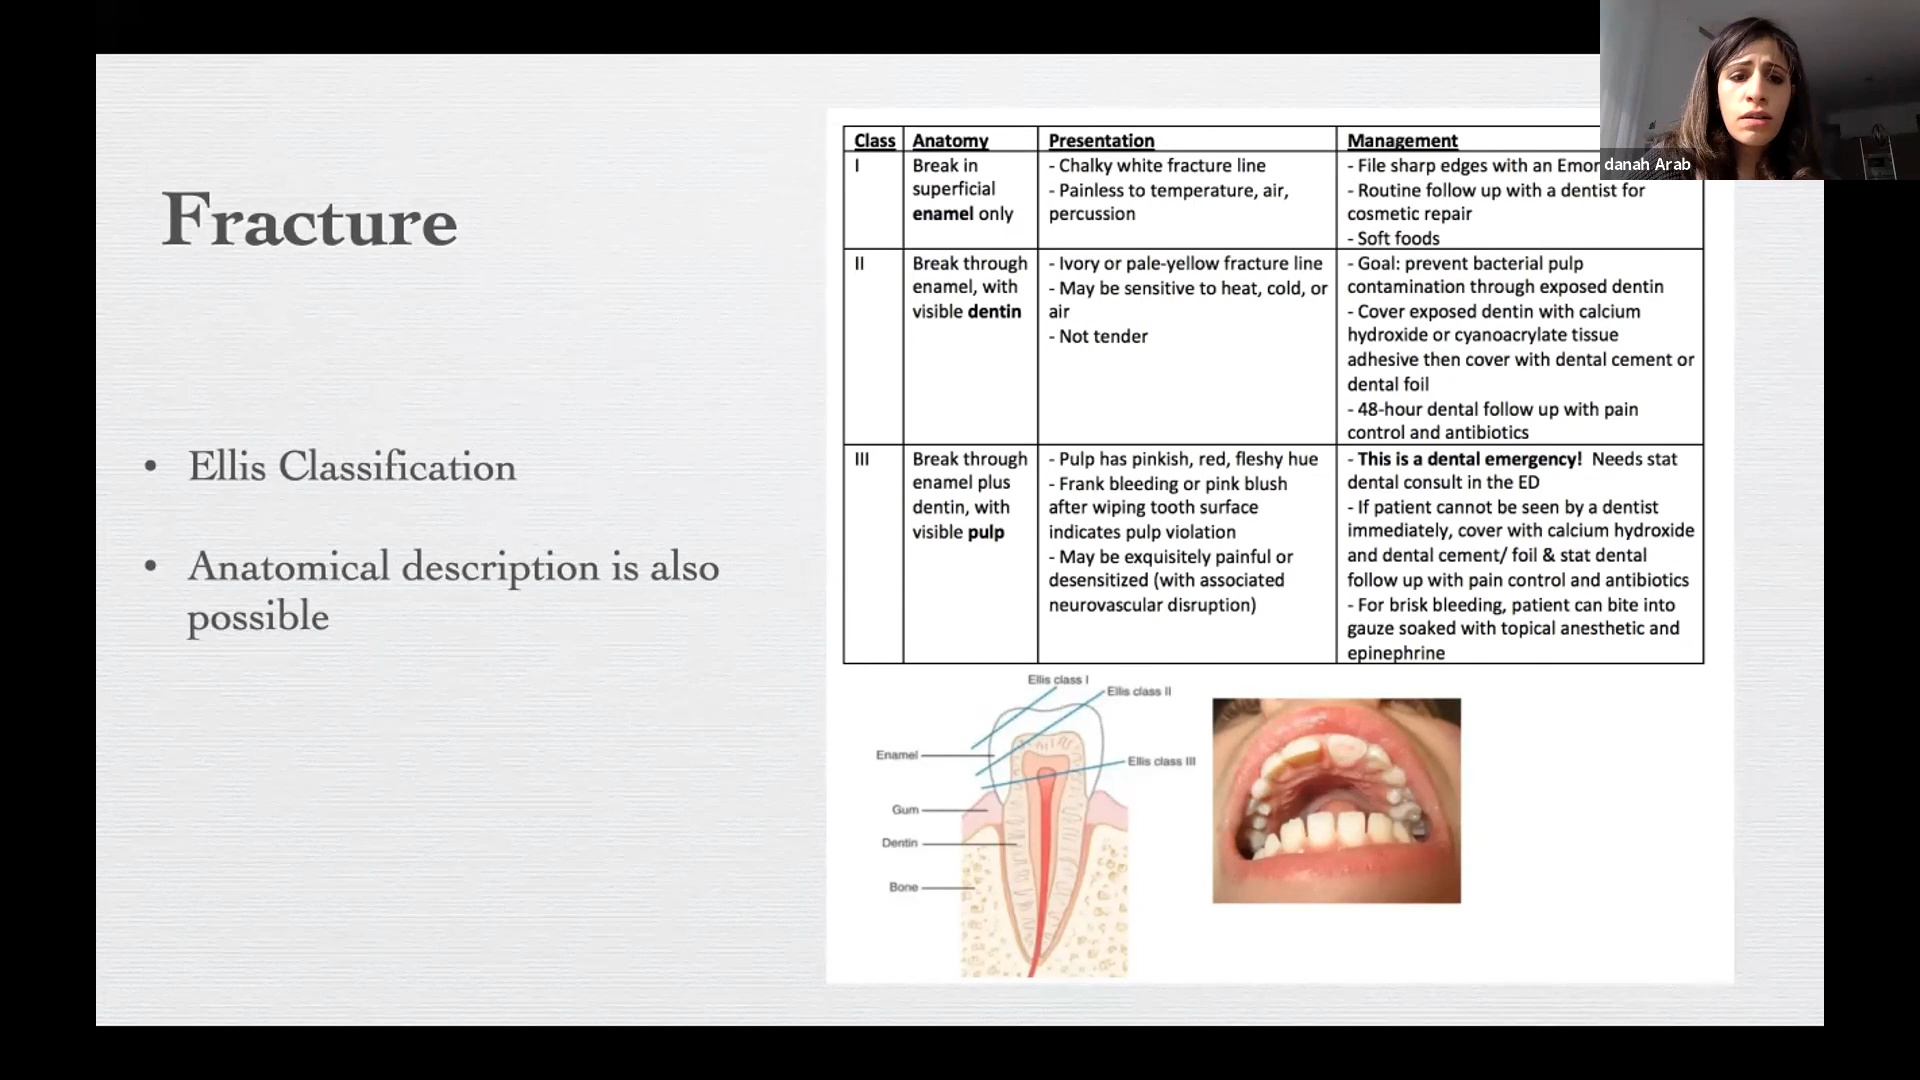 Fracture
• Ellis Classification
• Anatomical description is also
possible
Class Anatomy Presentation Management
I
Break in
superficial
enamel only
- Chalky white fracture line
- Painless to temperature, air,
percussion
- File sharp edges with an
- Routine follow up with a dentist for
cosmetic repair
- Soft foods
II
Break through
enamel, with
visible dentin
- Ivory or pale-yellow fracture line
- May be sensitive to heat, cold, or
air
- Not tender
- Goal: prevent bacterial pulp
contamination through exposed dentin
- Cover exposed dentin with calcium
hydroxide or cyanoacrylate tissue
adhesive then cover with dental cement or
dental foil
- 48-hour dental follow up with pain
control and antibiotics
III
Break through
enamel plus
dentin, with
visible pulp
- Pulp has pinkish, red, fleshy hue
- Frank bleeding or pink blush
after wiping tooth surface
indicates pulp violation
- May be exquisitely painful or
desensitized (with associated
neurovascular disruption)
- This is a dental emergency! Needs stat
dental consult in the ED
- If patient cannot be seen by a dentist
immediately, cover with calcium hydroxide
and dental cement/ foil & stat dental
follow up with pain control and antibiotics
- For brisk bleeding, patient can bite into
gauze soaked with topical anesthetic and
epinephrine
Ellis class I
Ellis class II
Enamel
Ellis class III
Gum
Dentin
Bone
danah Arab